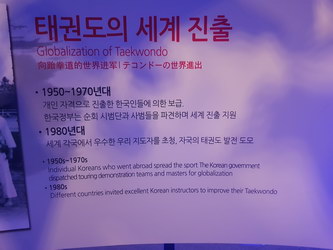 태권도의 세계 진출
Globalization of Taekwondo
向跆拳道的世界进军 | テコンドーの世界進出
• 1950~1970년대
개인 자격으로 진출한 한국인들에 의한 보급.
한국정부는 순회 시범단과 사범들을 파견하며 세계 진출 지원
• 1980년대
세계 각국에서 우수한 우리 지도자를 초청, 자국의 태권도 발전 도모
• 1950s~1970s
Individual Koreans who went abroad spread the sport The Korean government
dispatched touring demonstration teams and masters for globalization
• 1980s
Different countries invited excellent Korean instructors to improve their Taekwondo